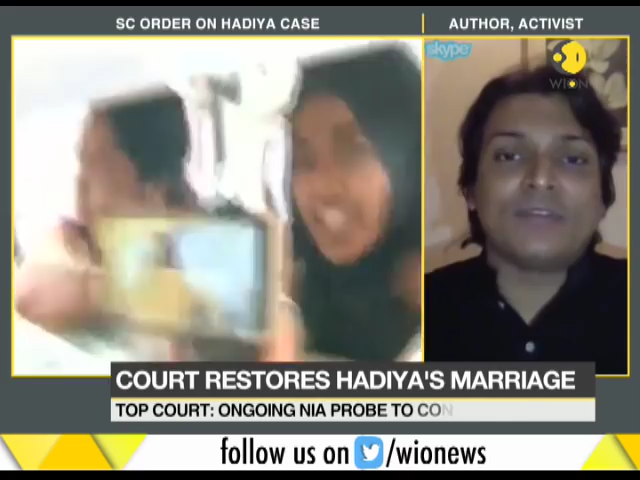 SC ORDER ON HADIYA CASE
AUTHOR, ACTIVIST
skype
WION
COURT RESTORES HADIYA'S MARRIAGE
TOP COURT: ONGOING NIA PROBE TO CON
follow us on /wionews